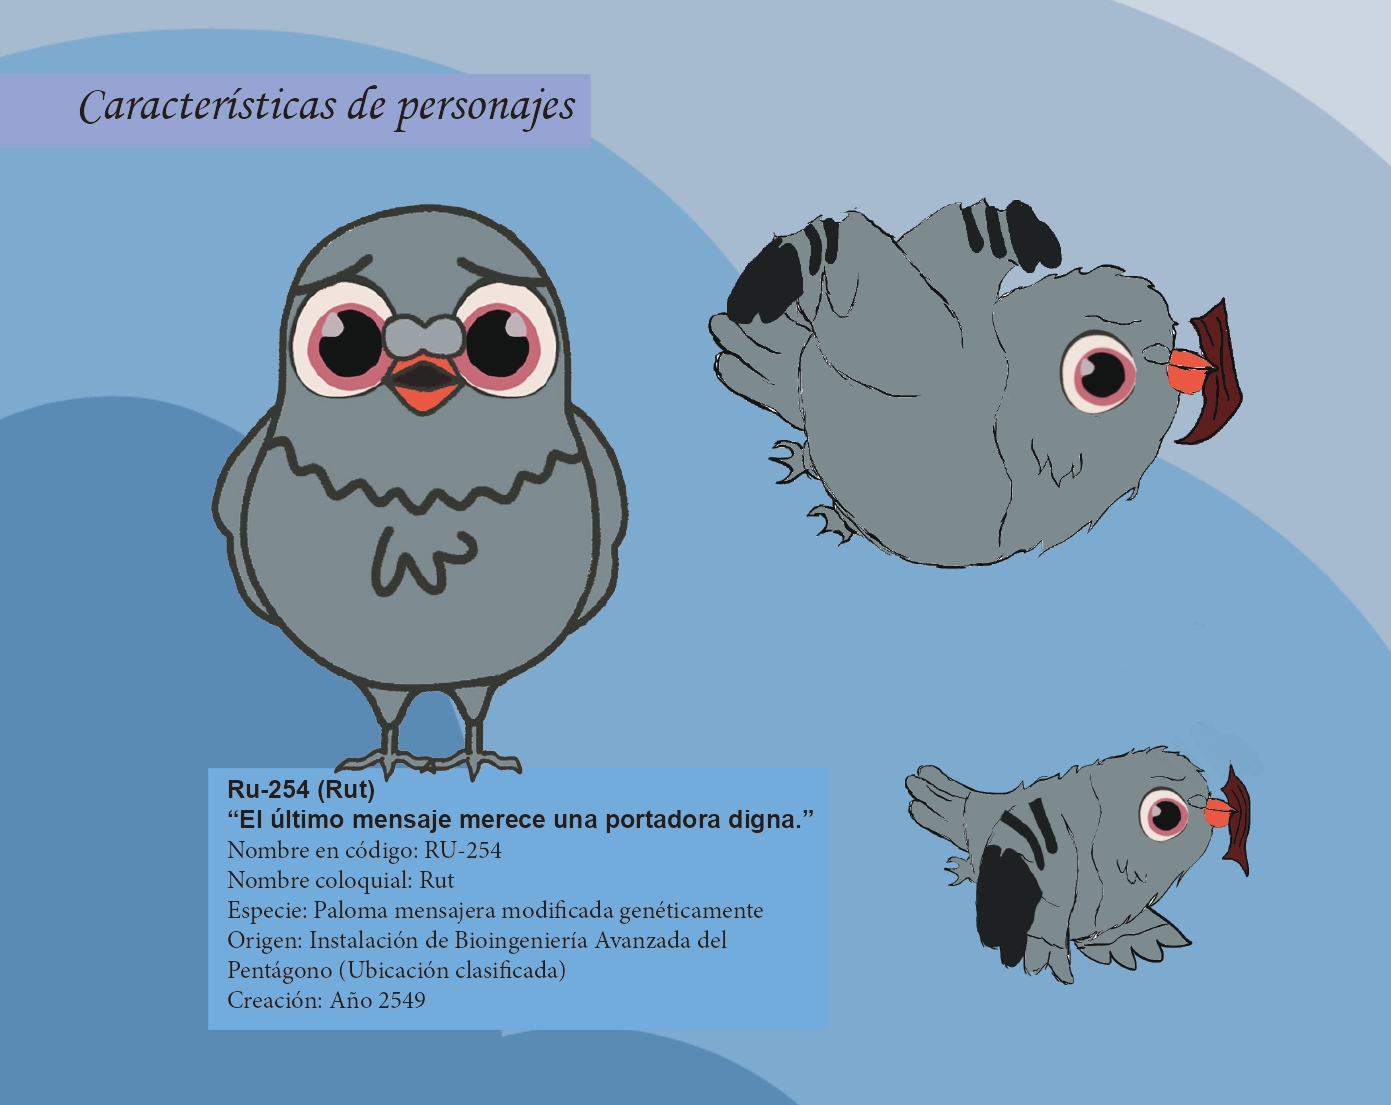 Características de personajes
Ru-254 (Rut)
“El último mensaje merece una portadora digna.”
Nombre en código: RU-254
Nombre coloquial: Rut
Especie: Paloma mensajera modificada genéticamente
Origen: Instalación de Bioingeniería Avanzada del
Pentágono (Ubicación clasificada)
Creación: Año 2549